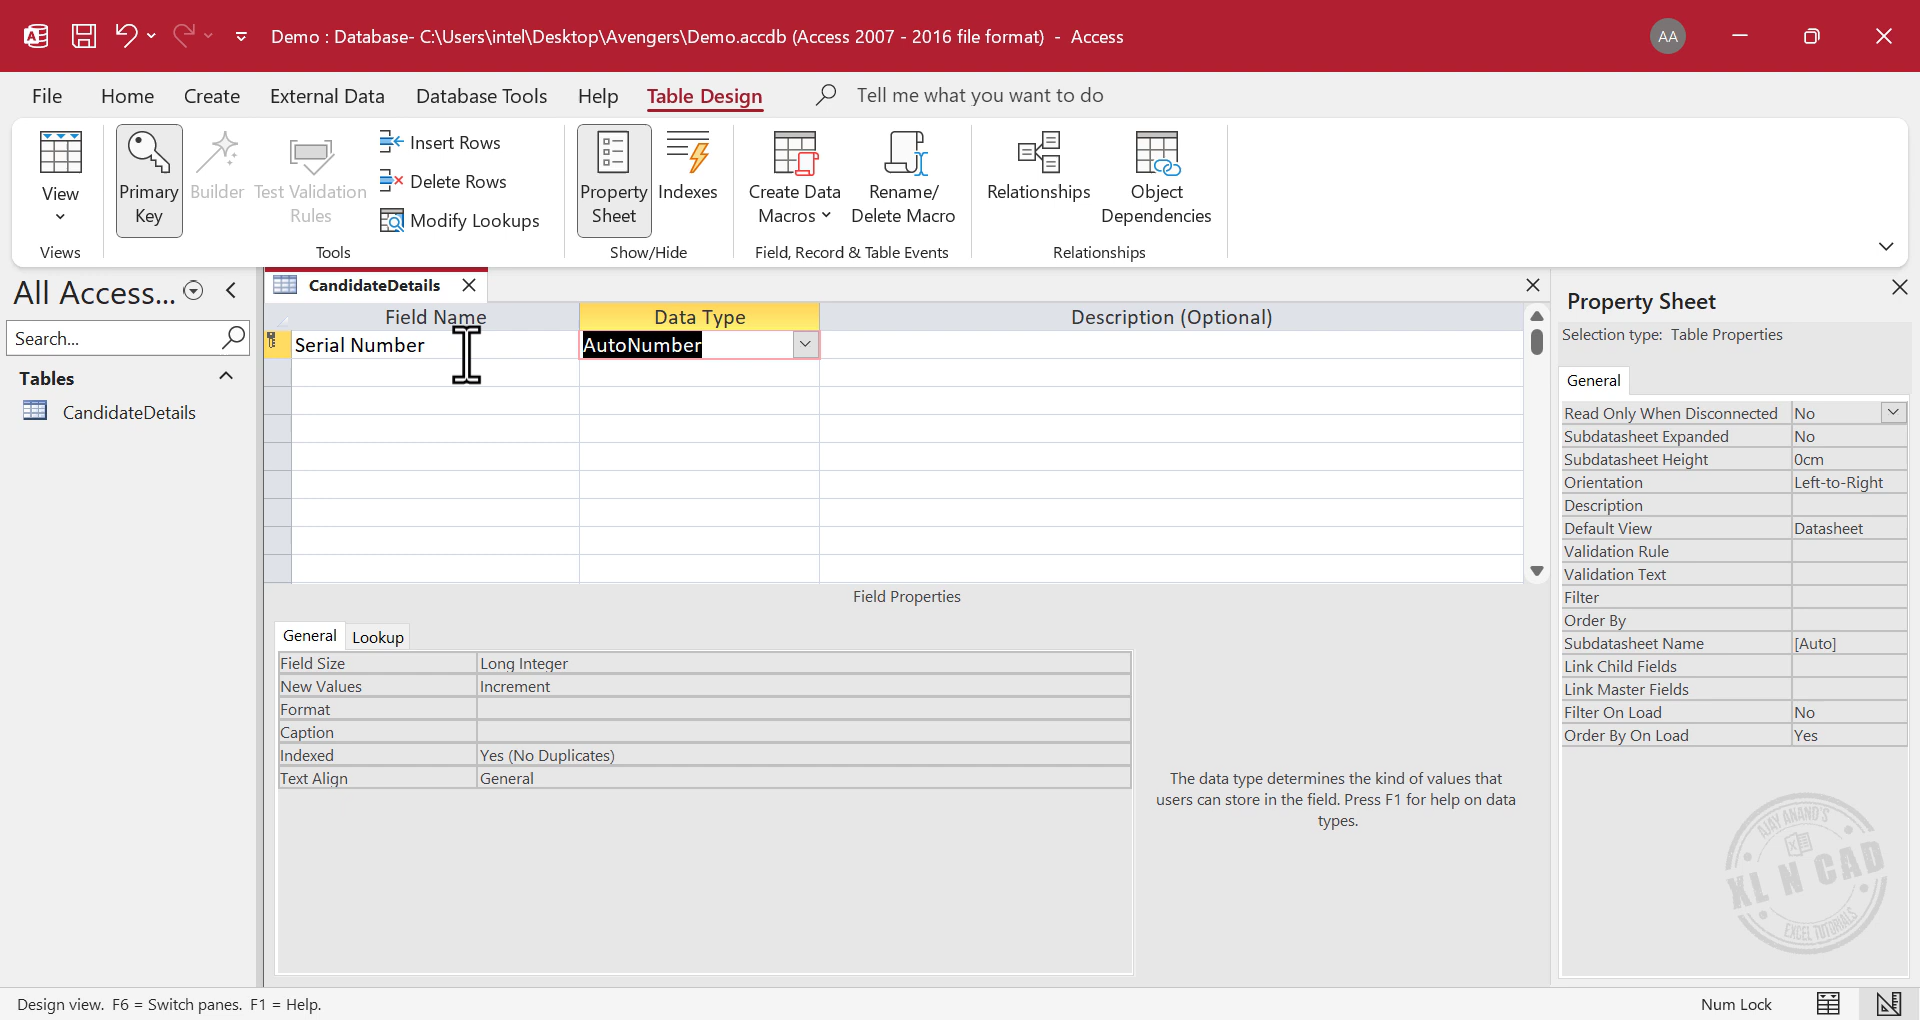 Demo : Database- C:\Users\intel\Desktop\Avengers\Demo.accdb (Access 2007 - 2016 file format) - Access
AA
File Home Create External Data Database Tools Help Table Design Tell me what you want to do
View
Views
Primary Key
Builder
Test Validation Rules
Insert Rows
Delete Rows
Modify Lookups
Tools
Property Sheet
Indexes
Show/Hide
Create Data Macros
Rename/ Delete Macro
Field, Record & Table Events
Relationships
Object Dependencies
Relationships
All Access...
Search...
Tables
CandidateDetails
CandidateDetails
Field Name Data Type Description (Optional)
Serial Number AutoNumber
Field Properties
General Lookup
Field Size Long Integer
New Values Increment
Format
Caption
Indexed Yes (No Duplicates)
Text Align General
The data type determines the kind of values that
users can store in the field. Press F1 for help on data
types.
Property Sheet
Selection type: Table Properties
General
Read Only When Disconnected No
Subdatasheet Expanded No
Subdatasheet Height 0cm
Orientation Left-to-Right
Description
Default View Datasheet
Validation Rule
Validation Text
Filter
Order By
Subdatasheet Name [Auto]
Link Child Fields
Link Master Fields
Filter On Load No
Order By On Load Yes
AJAY ANAND'S
XL N CAD
EXCEL TUTORIALS
Design view. F6 = Switch panes. F1 = Help.
Num Lock